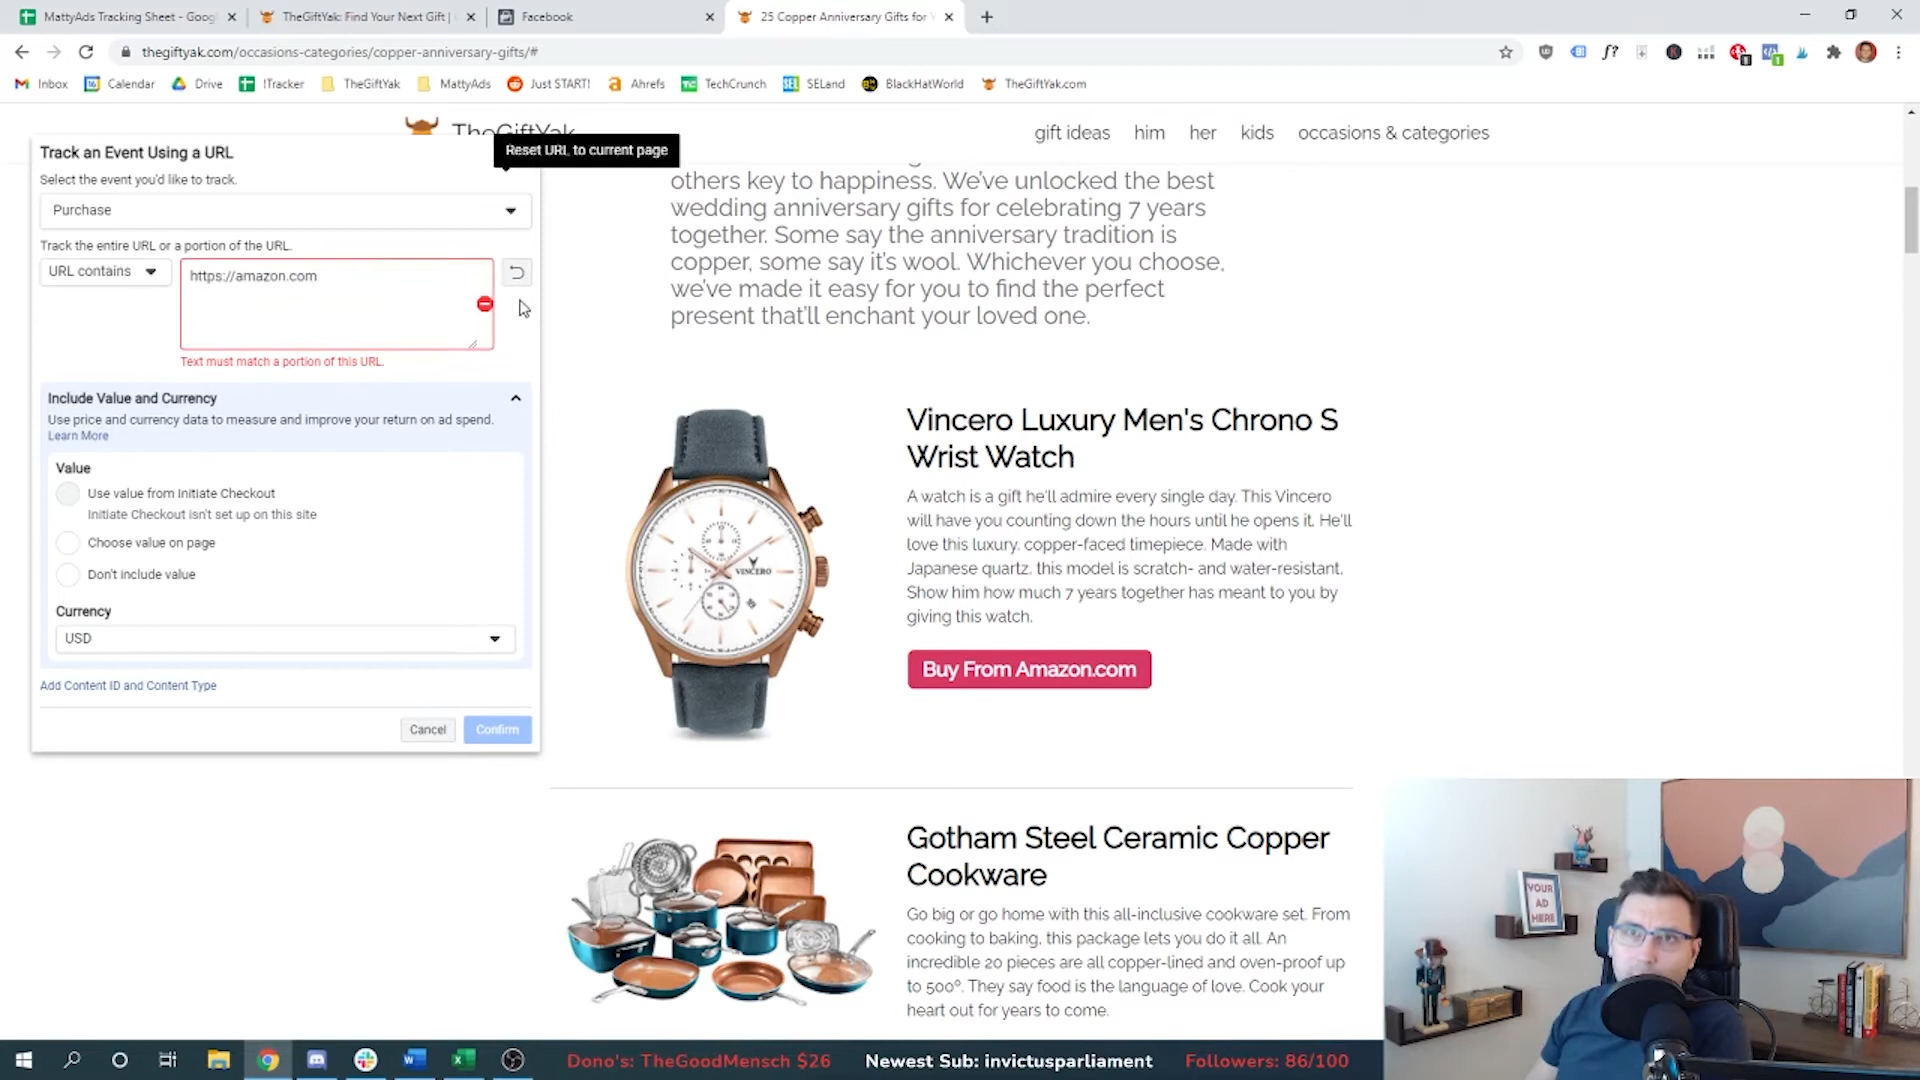 MattyAds Tracking Sheet - Goog
TheGiftYak: Find Your Next Gift |
Facebook
25 Copper Anniversary Gifts for Y
thegiftyak.com/occasions-categories/copper-anniversary-gifts/#
Inbox
Calendar
Drive
!Tracker
TheGiftYak
MattyAds
Just START!
Ahrefs
TechCrunch
SELand
BlackHatWorld
TheGiftYak.com
TheGiftYak
gift ideas
him
her
kids
occasions & categories
Reset URL to current page
Track an Event Using a URL
Select the event you'd like to track.
Purchase
Track the entire URL or a portion of the URL.
URL contains
https://amazon.com
Text must match a portion of this URL.
Include Value and Currency
Use price and currency data to measure and improve your return on ad spend.
Learn More
Value
Use value from Initiate Checkout
Initiate Checkout isn't set up on this site
Choose value on page
Don't include value
Currency
USD
Add Content ID and Content Type
Cancel
Confirm
others key to happiness. We've unlocked the best
wedding anniversary gifts for celebrating 7 years
together. Some say the anniversary tradition is
copper, some say it's wool. Whichever you choose,
we've made it easy for you to find the perfect
present that'll enchant your loved one.
VINCERO
Vincero Luxury Men's Chrono S
Wrist Watch
A watch is a gift he'll admire every single day. This Vincero
will have you counting down the hours until he opens it. He'll
love this luxury, copper-faced timepiece. Made with
Japanese quartz, this model is scratch- and water-resistant.
Show him how much 7 years together has meant to you by
giving this watch.
Buy From Amazon.com
Gotham Steel Ceramic Copper
Cookware
Go big or go home with this all-inclusive cookware set. From
cooking to baking, this package lets you do it all. An
incredible 20 pieces are all copper-lined and oven-proof up
to 500º. They say food is the language of love. Cook your
heart out for years to come.
YOUR
AD
HERE
Dono's: TheGoodMensch $26
Newest Sub: invictusparliament
Followers: 86/100